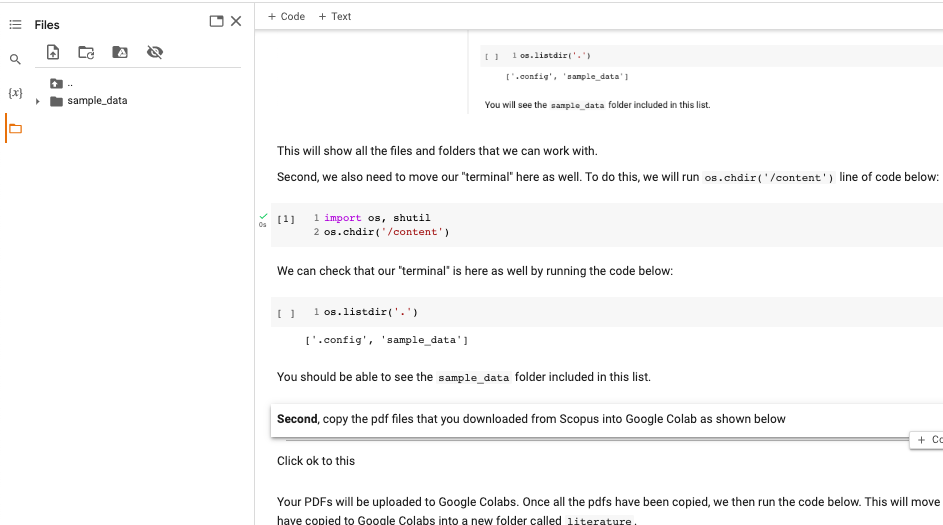 Files
..
sample_data
{x}
+ Code + Text
[ ] 1 os.listdir('.')
['.config', 'sample_data']
You will see the sample_data folder included in this list.
This will show all the files and folders that we can work with.
Second, we also need to move our "terminal" here as well. To do this, we will run os.chdir('/content') line of code below:
[1] 1 import os, shutil
0s 2 os.chdir('/content')
We can check that our "terminal" is here as well by running the code below:
[ ] 1 os.listdir('.')
['.config', 'sample_data']
You should be able to see the sample_data folder included in this list.
Second, copy the pdf files that you downloaded from Scopus into Google Colab as shown below
+ Co
Click ok to this
Your PDFs will be uploaded to Google Colabs. Once all the pdfs have been copied, we then run the code below. This will move
have copied to Google Colabs into a new folder called literature.